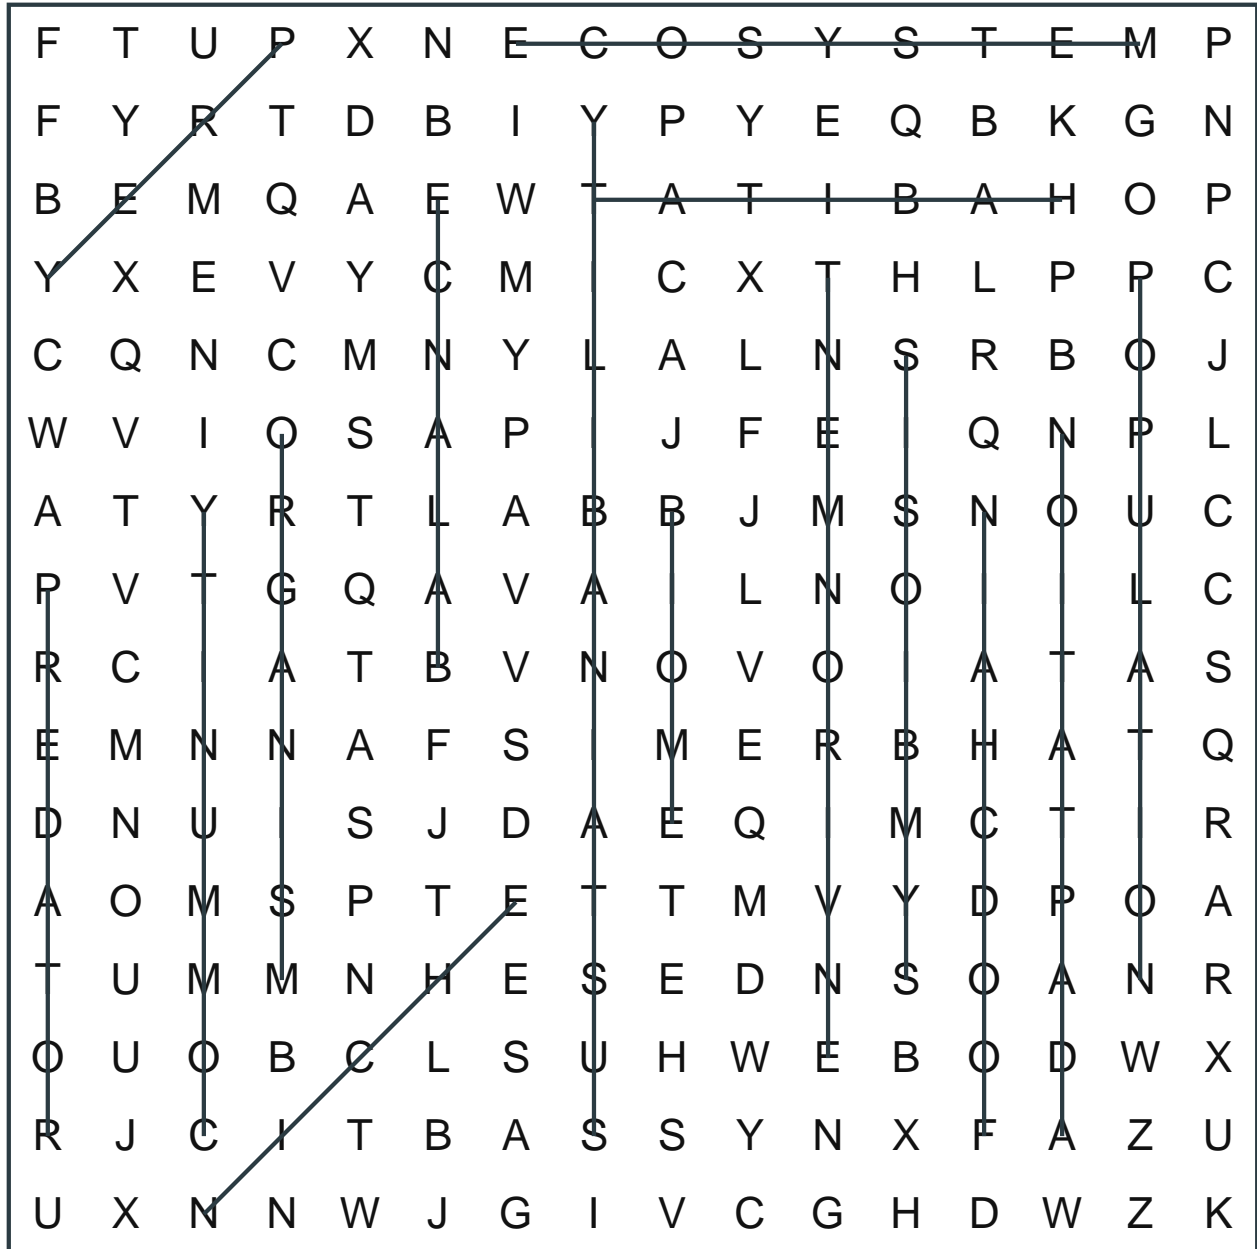 F T U P X N E C O S Y S T E M P
F Y R T D B I Y P Y E Q B K G N
B E M Q A E W T A T I B A H O P
Y X E V Y C M I C X T H L P P C
C Q N C M N Y L A L N S R B O J
W V I O S A P I J F E I Q N P L
A T Y R T L A B B J M S N O U C
P V T G Q A V A I L N O I I L C
R C I A T B V N O V O I A T A S
E M N N A F S I M E R B H A T Q
D N U I S J D A E Q I M C T I R
A O M S P T E T T M V Y D P O A
T U M M N H E S E D N S O A N R
O U O B C L S U H W E B O D W X
R J C I T B A S S Y N X F A Z U
U X N N W J G I V C G H D W Z K